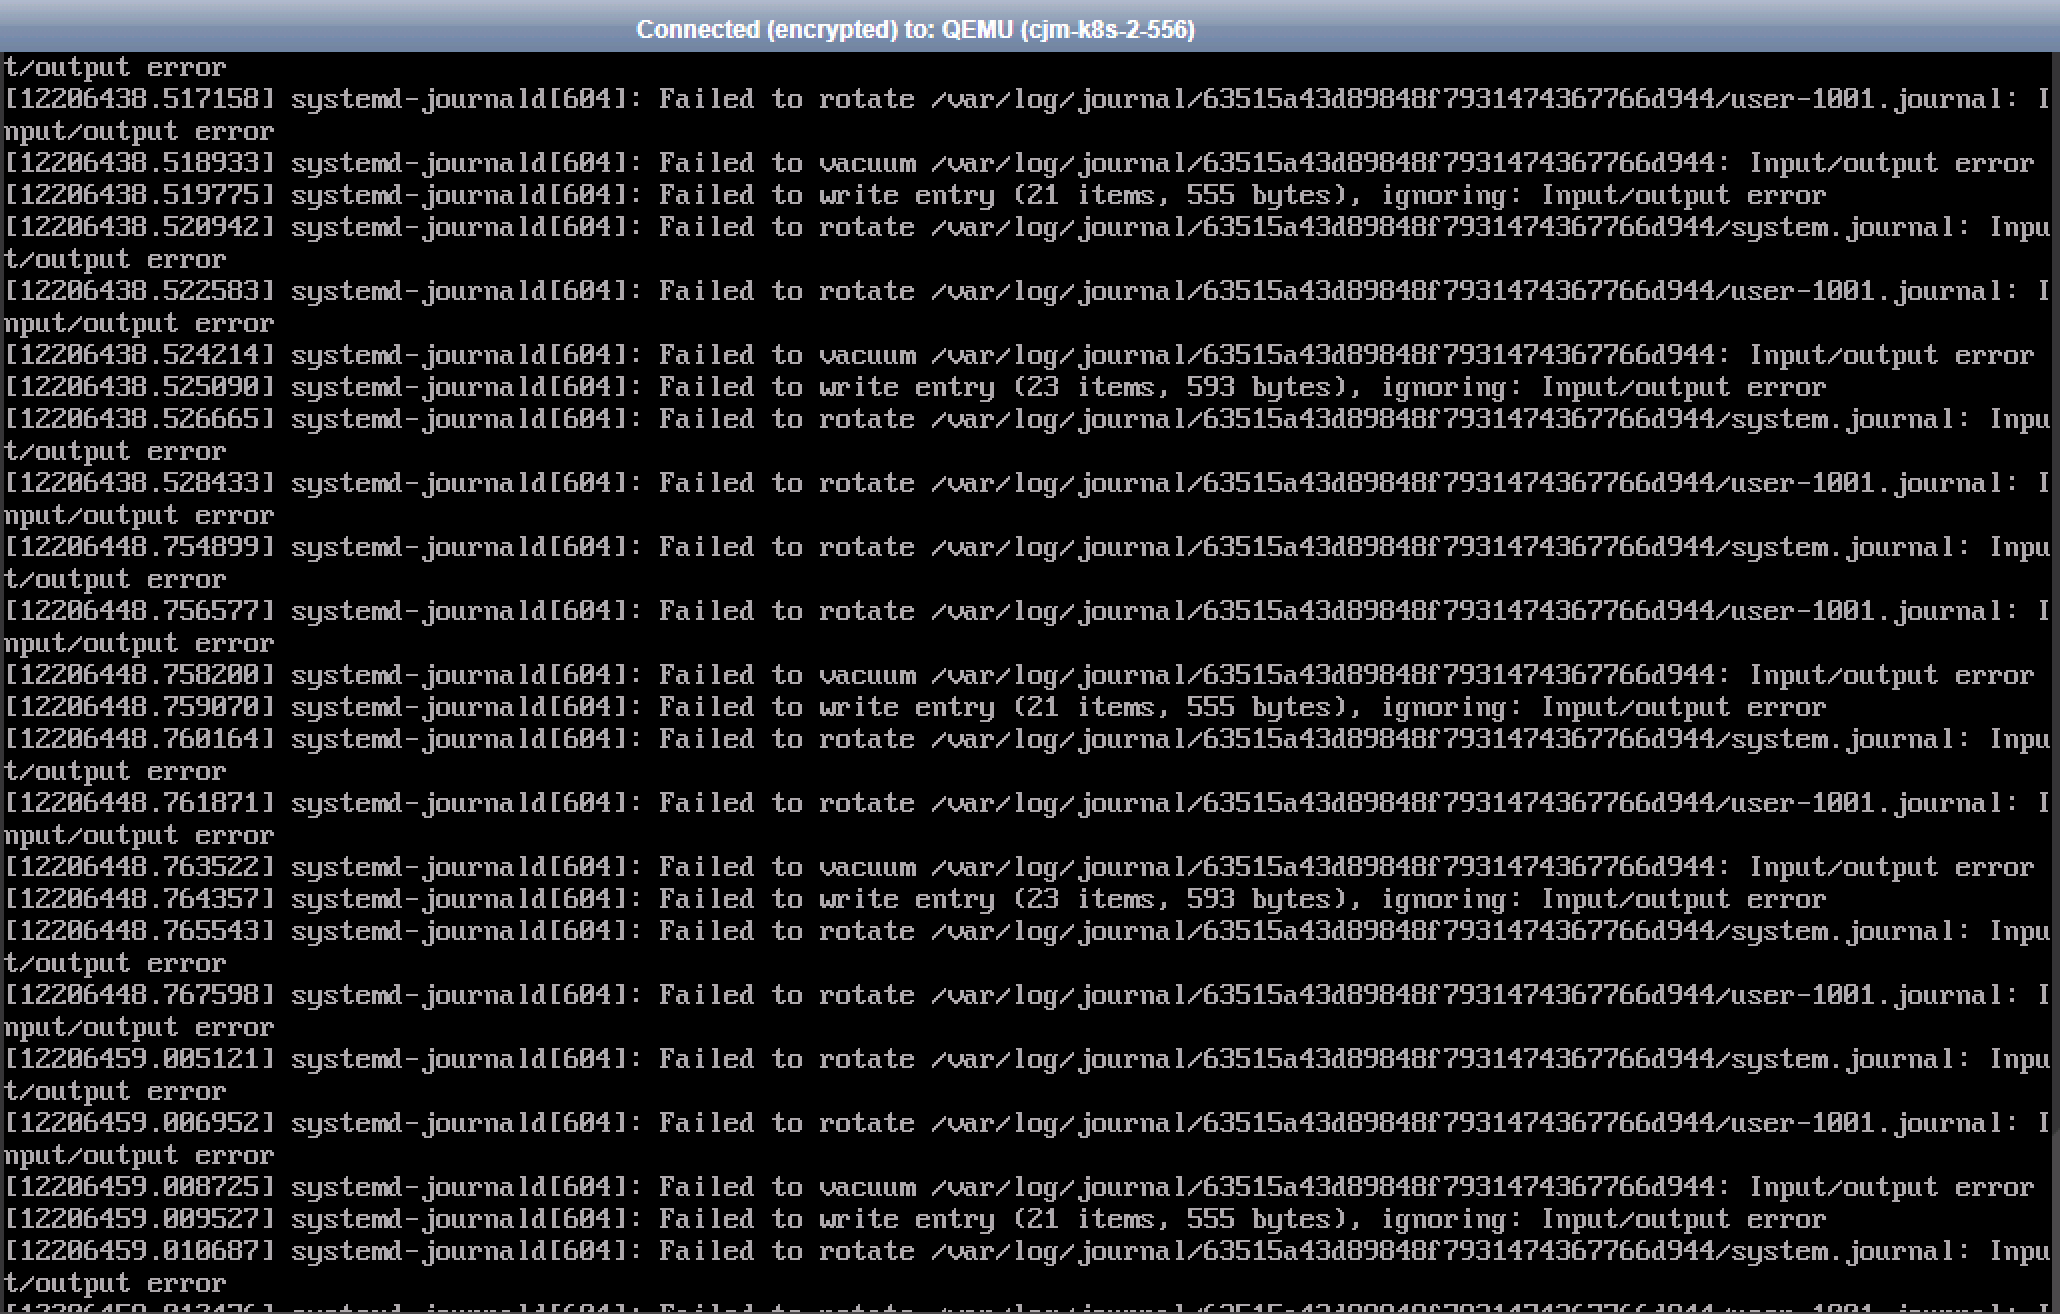 Connected (encrypted) to: QEMU (cjm-k8s-2-556)
t/output error
[12206438.517158] systemd-journald[604]: Failed to rotate /var/log/journal/63515a43d89848f7931474367766d944/user-1001.journal: I
nput/output error
[12206438.518933] systemd-journald[604]: Failed to vacuum /var/log/journal/63515a43d89848f7931474367766d944: Input/output error
[12206438.519775] systemd-journald[604]: Failed to write entry (21 items, 555 bytes), ignoring: Input/output error
[12206438.520942] systemd-journald[604]: Failed to rotate /var/log/journal/63515a43d89848f7931474367766d944/system.journal: Inpu
t/output error
[12206438.522583] systemd-journald[604]: Failed to rotate /var/log/journal/63515a43d89848f7931474367766d944/user-1001.journal: I
nput/output error
[12206438.524214] systemd-journald[604]: Failed to vacuum /var/log/journal/63515a43d89848f7931474367766d944: Input/output error
[12206438.525090] systemd-journald[604]: Failed to write entry (23 items, 593 bytes), ignoring: Input/output error
[12206438.526665] systemd-journald[604]: Failed to rotate /var/log/journal/63515a43d89848f7931474367766d944/system.journal: Inpu
t/output error
[12206438.528433] systemd-journald[604]: Failed to rotate /var/log/journal/63515a43d89848f7931474367766d944/user-1001.journal: I
nput/output error
[12206448.754899] systemd-journald[604]: Failed to rotate /var/log/journal/63515a43d89848f7931474367766d944/system.journal: Inpu
t/output error
[12206448.756577] systemd-journald[604]: Failed to rotate /var/log/journal/63515a43d89848f7931474367766d944/user-1001.journal: I
nput/output error
[12206448.758200] systemd-journald[604]: Failed to vacuum /var/log/journal/63515a43d89848f7931474367766d944: Input/output error
[12206448.759070] systemd-journald[604]: Failed to write entry (21 items, 555 bytes), ignoring: Input/output error
[12206448.760164] systemd-journald[604]: Failed to rotate /var/log/journal/63515a43d89848f7931474367766d944/system.journal: Inpu
t/output error
[12206448.761871] systemd-journald[604]: Failed to rotate /var/log/journal/63515a43d89848f7931474367766d944/user-1001.journal: I
nput/output error
[12206448.763522] systemd-journald[604]: Failed to vacuum /var/log/journal/63515a43d89848f7931474367766d944: Input/output error
[12206448.764357] systemd-journald[604]: Failed to write entry (23 items, 593 bytes), ignoring: Input/output error
[12206448.765543] systemd-journald[604]: Failed to rotate /var/log/journal/63515a43d89848f7931474367766d944/system.journal: Inpu
t/output error
[12206448.767598] systemd-journald[604]: Failed to rotate /var/log/journal/63515a43d89848f7931474367766d944/user-1001.journal: I
nput/output error
[12206459.005121] systemd-journald[604]: Failed to rotate /var/log/journal/63515a43d89848f7931474367766d944/system.journal: Inpu
t/output error
[12206459.006952] systemd-journald[604]: Failed to rotate /var/log/journal/63515a43d89848f7931474367766d944/user-1001.journal: I
nput/output error
[12206459.008725] systemd-journald[604]: Failed to vacuum /var/log/journal/63515a43d89848f7931474367766d944: Input/output error
[12206459.009527] systemd-journald[604]: Failed to write entry (21 items, 555 bytes), ignoring: Input/output error
[12206459.010687] systemd-journald[604]: Failed to rotate /var/log/journal/63515a43d89848f7931474367766d944/system.journal: Inpu
t/output error